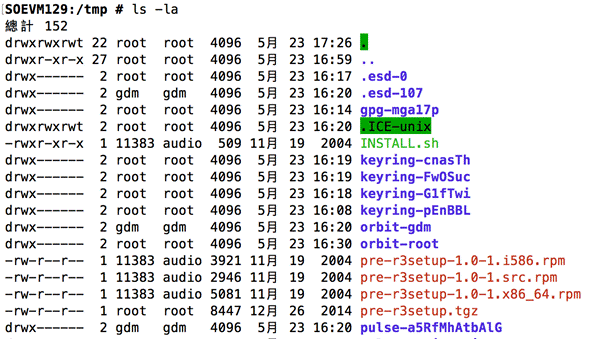 SOEVM129:/tmp # ls -la
總計 152
drwxrwxrwt 22 root root 4096 5月 23 17:26 .
drwxr-xr-x 27 root root 4096 5月 23 16:59 ..
drwx------ 2 root root 4096 5月 23 16:17 .esd-0
drwx------ 2 gdm gdm 4096 5月 23 16:20 .esd-107
drwx------ 2 root root 4096 5月 23 16:14 gpg-mga17p
drwxrwxrwt 2 root root 4096 5月 23 16:20 .ICE-unix
-rwxr-xr-x 1 11383 audio 509 11月 19 2004 INSTALL.sh
drwx------ 2 root root 4096 5月 23 16:19 keyring-cnasTh
drwx------ 2 root root 4096 5月 23 16:19 keyring-FwOSuc
drwx------ 2 root root 4096 5月 23 16:18 keyring-G1fTwi
drwx------ 2 root root 4096 5月 23 16:08 keyring-pEnBBL
drwx------ 2 gdm gdm 4096 5月 23 16:20 orbit-gdm
drwx------ 2 root root 4096 5月 23 16:30 orbit-root
-rw-r--r-- 1 11383 audio 3921 11月 19 2004 pre-r3setup-1.0-1.i586.rpm
-rw-r--r-- 1 11383 audio 2946 11月 19 2004 pre-r3setup-1.0-1.src.rpm
-rw-r--r-- 1 11383 audio 5081 11月 19 2004 pre-r3setup-1.0-1.x86_64.rpm
-rw-r--r-- 1 root root 8447 12月 26 2014 pre-r3setup.tgz
drwx------ 2 gdm gdm 4096 5月 23 16:20 pulse-a5RfMhAtbAlG